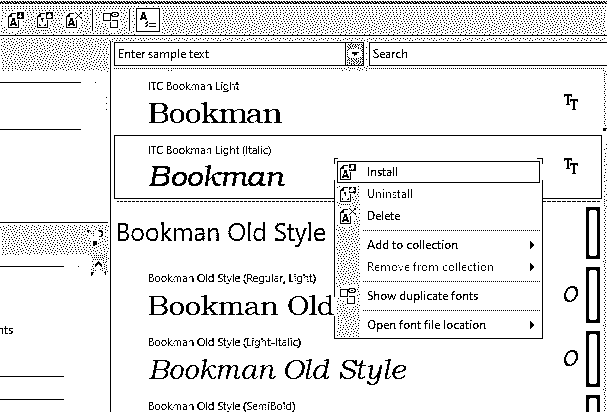 Enter sample text
Search
ITC Bookman Light
Bookman
ITC Bookman Light (Italic)
Bookman
Install
Uninstall
Delete
Add to collection
Remove from collection
Show duplicate fonts
Open font file location
Bookman Old Style
Bookman Old Style (Regular, Light)
Bookman Old
Bookman Old Style (Light-Italic)
Bookman Old Style
Bookman Old Style (SemiBold)
nts